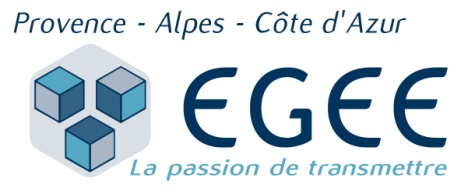 Provence - Alpes - Côte d'Azur
EGEE
La passion de transmettre